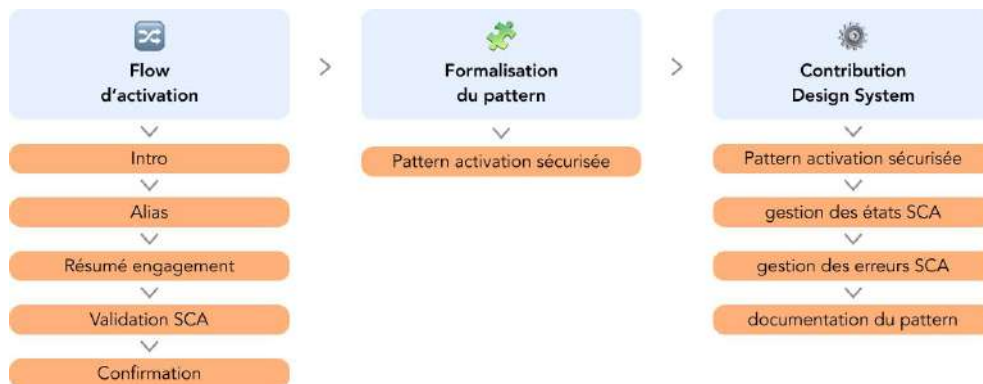 Flow
d'activation
>
Formalisation
du pattern
>
Contribution
Design System
Intro
Alias
Résumé engagement
Validation SCA
Confirmation
Pattern activation sécurisée
Pattern activation sécurisée
gestion des états SCA
gestion des erreurs SCA
documentation du pattern